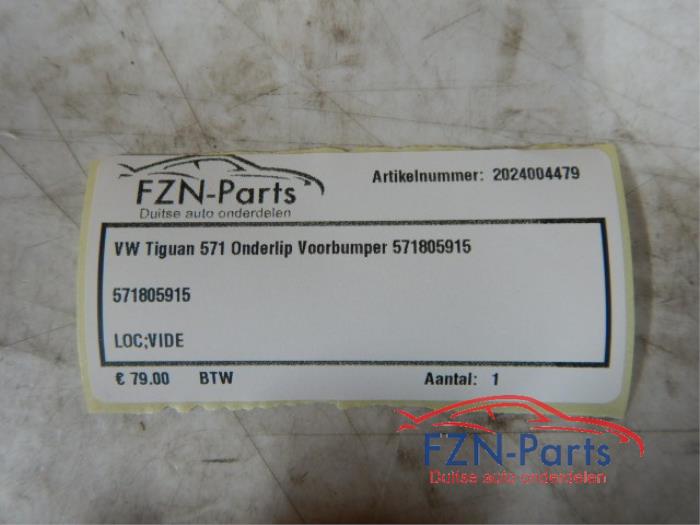 FZN-Parts
Duitse auto onderdelen
Artikelnummer: 2024004479
VW Tiguan 571 Onderlip Voorbumper 571805915
571805915
LOC;VIDE
€ 79.00 BTW Aantal: 1
FZN-Parts
Duitse auto onderdelen